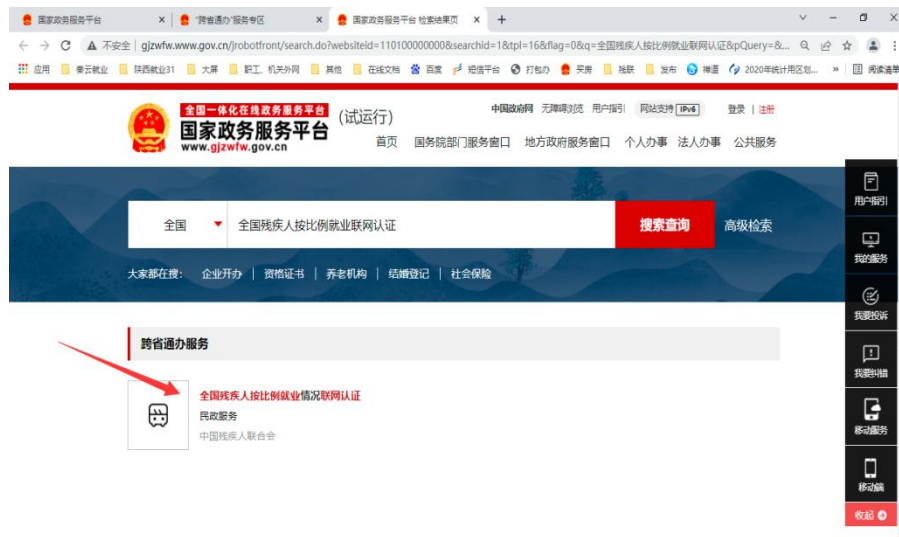 国家政务服务平台 "跨省通办"服务专区 国家政务服务平台 检索结果页
不安全 | gjzwfw.www.gov.cn/jrobotfront/search.do?websiteid=110100000000&searchid=1&tpl=16&flag=0&q=全国残疾人按比例就业联网认证&pQuery=&...
应用 秦云就业 陕西就业31 大屏 职工、机关外网 其他 在线文档 百度 短信平台 打包办 买房 独联 发布 禅道 2020年统计用区划... » 阅读清单
全国一体化在线政务服务平台
国家政务服务平台
www.gjzwfw.gov.cn
(试运行)
中国政府网 无障碍浏览 用户指引 网站支持 IPv6 登录 | 注册
首页 国务院部门服务窗口 地方政府服务窗口 个人办事 法人办事 公共服务
全国 全国残疾人按比例就业联网认证 搜索查询 高级检索
大家都在搜: 企业开办 | 资格证书 | 养老机构 | 结婚登记 | 社会保险
跨省通办服务
全国残疾人按比例就业情况联网认证
民政服务
中国残疾人联合会
用户指引
我的服务
我要投诉
我要纠错
移动服务
移动端
收起